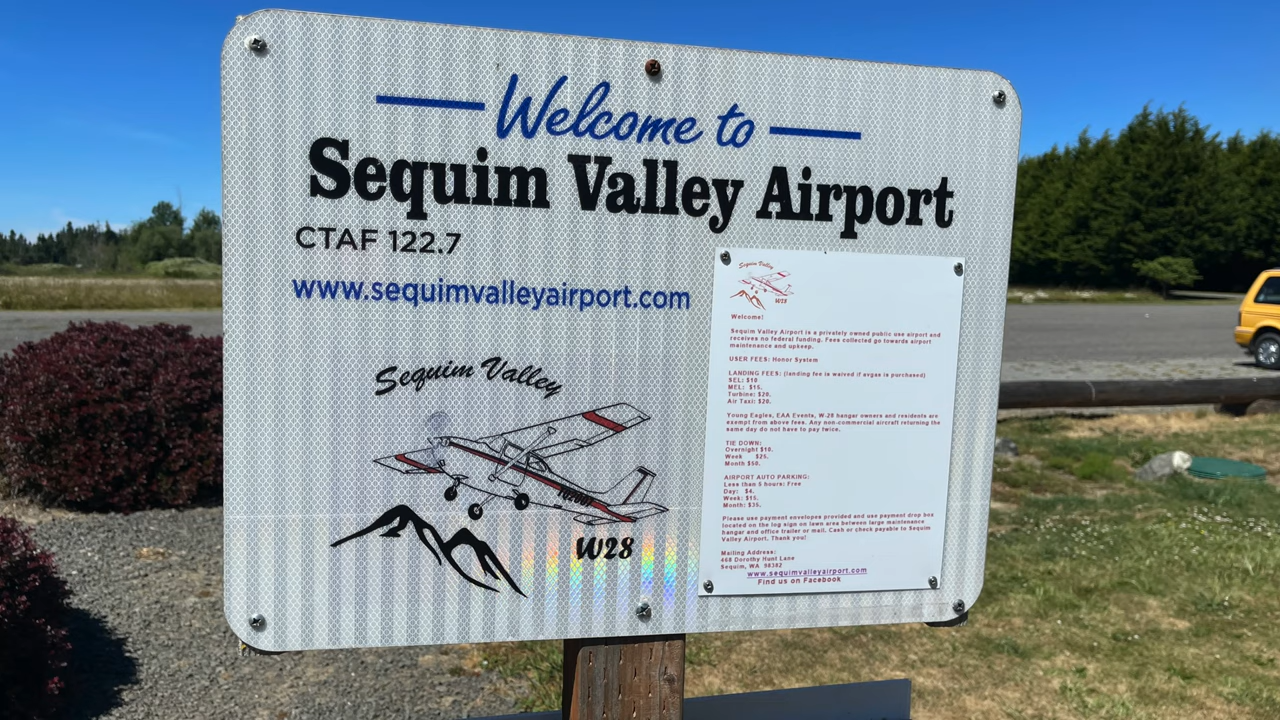 Welcome to
Sequim Valley Airport
CTAF 122.7
www.sequimvalleyairport.com
Sequim Valley
W28
Sequim Valley
W28
Welcome!
Sequim Valley Airport is a privately owned public use airport and
receives no federal funding. Fees collected go towards airport
maintenance and upkeep.
USER FEES: Honor System
LANDING FEES: (landing fee is waived if avgas is purchased)
SEL: $10
MEL: $15.
Turbine: $20.
Air Taxi: $20.
Young Eagles, EAA Events, W-28 hangar owners and residents are
exempt from above fees. Any non-commercial aircraft returning the
same day do not have to pay twice.
TIE DOWN:
Overnight $10.
Week $25.
Month $50.
AIRPORT AUTO PARKING:
Less than 5 hours: Free
Day: $4.
Week: $15.
Month: $35.
Please use payment envelopes provided and use payment drop box
located on the log sign on lawn area between large maintenance
hangar and office trailer or mail. Cash or check payable to Sequim
Valley Airport. Thank you!
Mailing Address:
468 Dorothy Hunt Lane
Sequim, WA 98382
www.sequimvalleyairport.com
Find us on Facebook